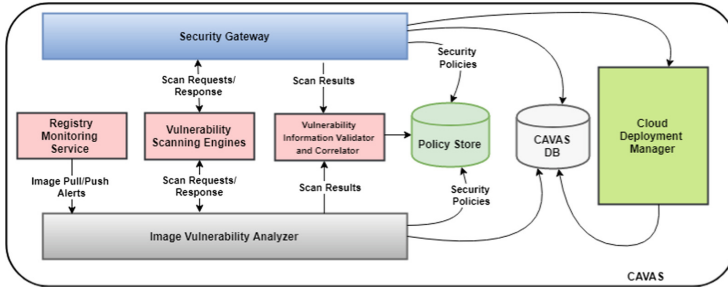 Security Gateway
Security
Policies
Scan Requests/
Response
Scan Results
Registry
Monitoring
Service
Vulnerability
Scanning Engines
Vulnerability
Information Validator
and Correlator
Policy Store
CAVAS
DB
Cloud
Deployment
Manager
Image Pull/Push
Alerts
Scan Requests/
Response
Scan Results
Security
Policies
Image Vulnerability Analyzer
CAVAS